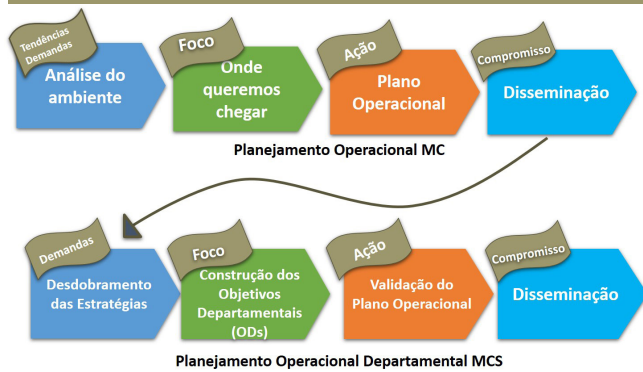 Tendências
Demandas
Análise do
ambiente
Foco
Onde
queremos
chegar
Ação
Plano
Operacional
Compromisso
Disseminação
Planejamento Operacional MC
Demandas
Desdobramento
das Estratégias
Foco
Construção dos
Objetivos
Departamentais
(ODs)
Ação
Validação do
Plano Operacional
Compromisso
Disseminação
Planejamento Operacional Departamental MCS